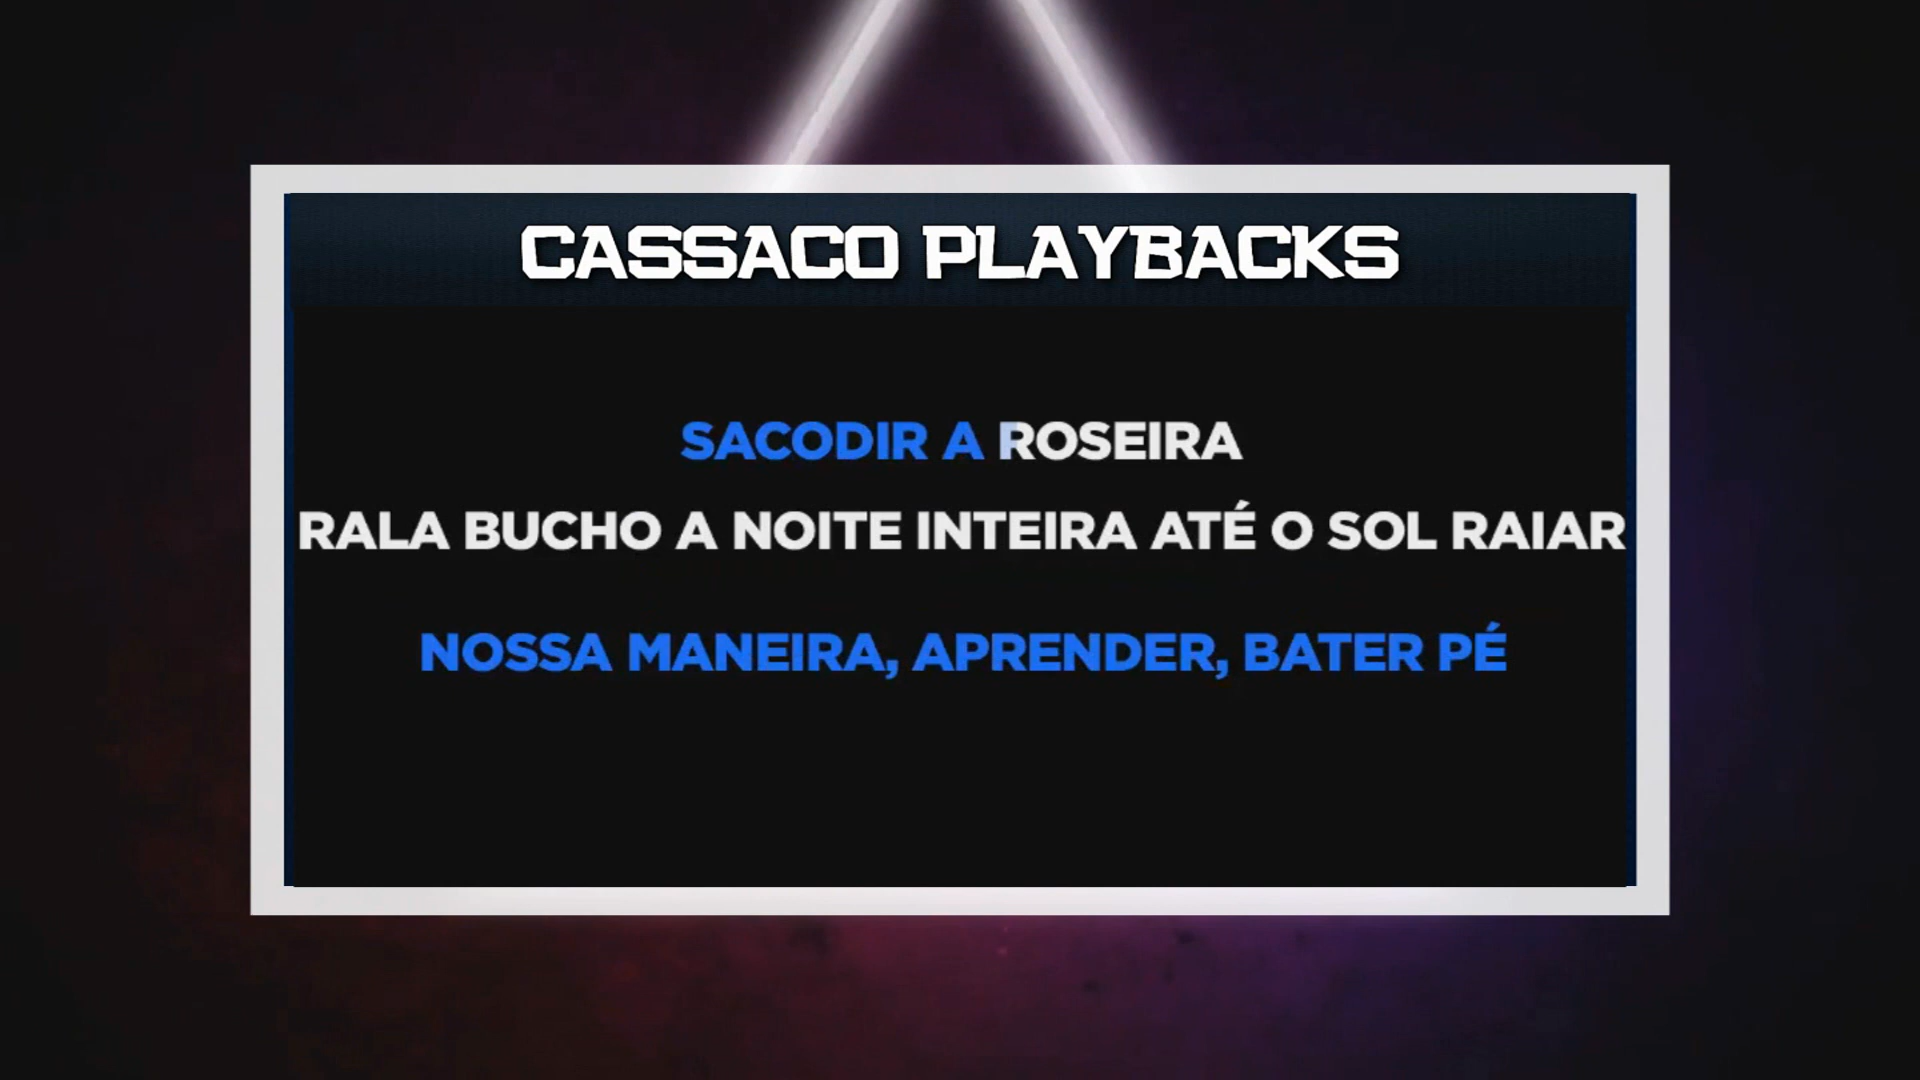 CASSACO PLAYBACKS
SACODIR A ROSEIRA
RALA BUCHO A NOITE INTEIRA ATÉ O SOL RAIAR
NOSSA MANEIRA, APRENDER, BATER PÉ